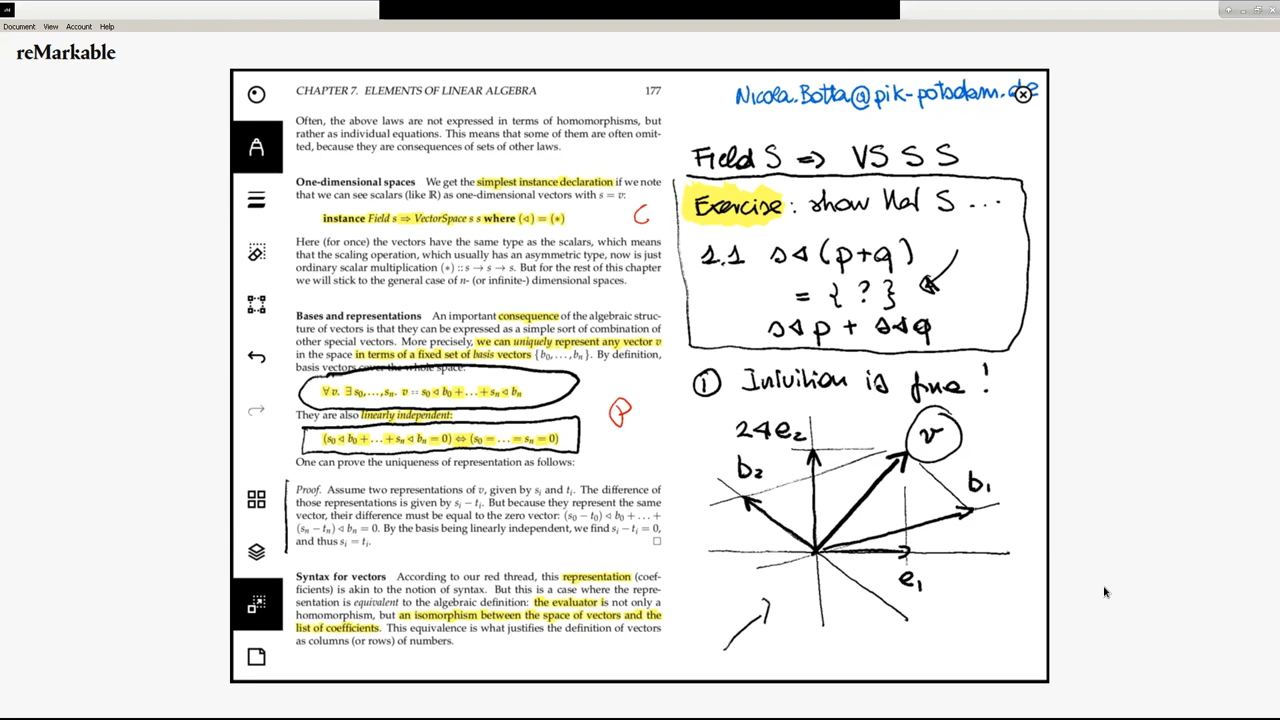 Document View Account Help
reMarkable
CHAPTER 7. ELEMENTS OF LINEAR ALGEBRA 177
Often, the above laws are not expressed in terms of homomorphisms, but
rather as individual equations. This means that some of them are often omit-
ted, because they are consequences of sets of other laws.
One-dimensional spaces We get the simplest instance declaration if we note
that we can see scalars (like ℝ) as one-dimensional vectors with s = v:
instance Field s ⇒ VectorSpace s s where (◁) = (*)
C
Here (for once) the vectors have the same type as the scalars, which means
that the scaling operation, which usually has an asymmetric type, now is just
ordinary scalar multiplication (*) :: s → s → s. But for the rest of this chapter
we will stick to the general case of n- (or infinite-) dimensional spaces.
Bases and representations An important consequence of the algebraic struc-
ture of vectors is that they can be expressed as a simple sort of combination of
other special vectors. More precisely, we can uniquely represent any vector v
in the space in terms of a fixed set of basis vectors {b₀,…,bₙ}. By definition,
basis vectors cover the whole space:
∀ v. ∃ s₀,…,sₙ. v = s₀ ◁ b₀ + … + sₙ ◁ bₙ
They are also linearly independent:
P
(s₀ ◁ b₀ + … + sₙ ◁ bₙ = 0) ⇔ (s₀ = … = sₙ = 0)
One can prove the uniqueness of representation as follows:
Proof. Assume two representations of v, given by sᵢ and tᵢ. The difference of
those representations is given by sᵢ − tᵢ. But because they represent the same
vector, their difference must be equal to the zero vector: (s₀ − t₀) ◁ b₀ + … +
(sₙ − tₙ) ◁ bₙ = 0. By the basis being linearly independent, we find sᵢ − tᵢ = 0,
and thus sᵢ = tᵢ. □
Syntax for vectors According to our red thread, this representation (coef-
ficients) is akin to the notion of syntax. But this is a case where the repre-
sentation is equivalent to the algebraic definition: the evaluator is not only a
homomorphism, but an isomorphism between the space of vectors and the
list of coefficients. This equivalence is what justifies the definition of vectors
as columns (or rows) of numbers.
Nicola.Botta@pik-potsdam.de
Field S => VS S S
Exercise: show that S ...
1.1 s◁(p+q)
= { ? }
s◁p + s◁q
① Intuition is fine!
24e₂
v
b₂
b₁
e₁